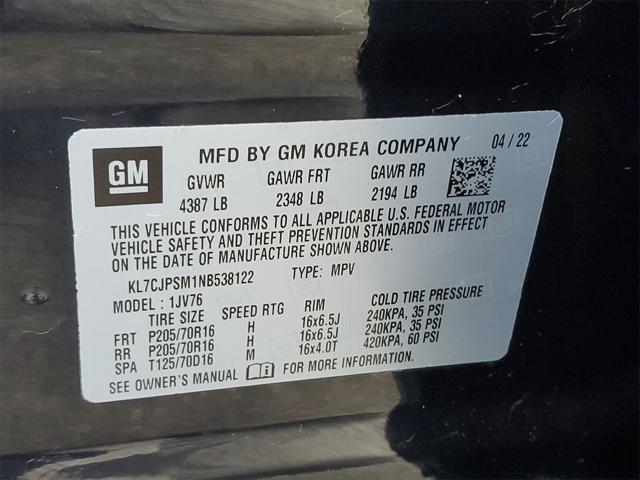 GM
MFD BY GM KOREA COMPANY 04 / 22
GVWR GAWR FRT GAWR RR
4387 LB 2348 LB 2194 LB
THIS VEHICLE CONFORMS TO ALL APPLICABLE U.S. FEDERAL MOTOR
VEHICLE SAFETY AND THEFT PREVENTION STANDARDS IN EFFECT
ON THE DATE OF MANUFACTURE SHOWN ABOVE.
KL7CJPSM1NB538122 TYPE: MPV
MODEL : 1JV76
TIRE SIZE SPEED RTG RIM COLD TIRE PRESSURE
FRT P205/70R16 H 16x6.5J 240KPA, 35 PSI
RR P205/70R16 H 16x6.5J 240KPA, 35 PSI
SPA T125/70D16 M 16x4.0T 420KPA, 60 PSI
SEE OWNER'S MANUAL FOR MORE INFORMATION.